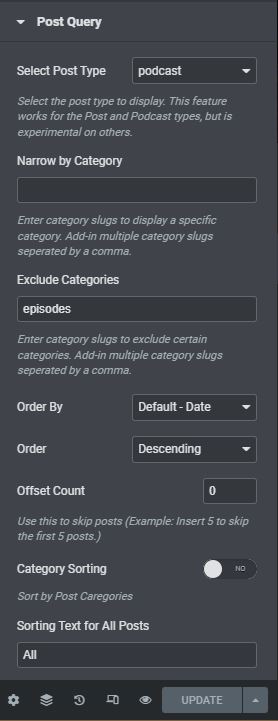 Post Query
Select Post Type
podcast
Select the post type to display. This feature
works for the Post and Podcast types, but is
experimental on others.
Narrow by Category
Enter category slugs to display a specific
category. Add-in multiple category slugs
seperated by a comma.
Exclude Categories
episodes
Enter category slugs to exclude certain
categories. Add-in multiple category slugs
seperated by a comma.
Order By
Default - Date
Order
Descending
Offset Count
0
Use this to skip posts (Example: Insert 5 to skip
the first 5 posts.)
Category Sorting
NO
Sort by Post Caregories
Sorting Text for All Posts
All
UPDATE